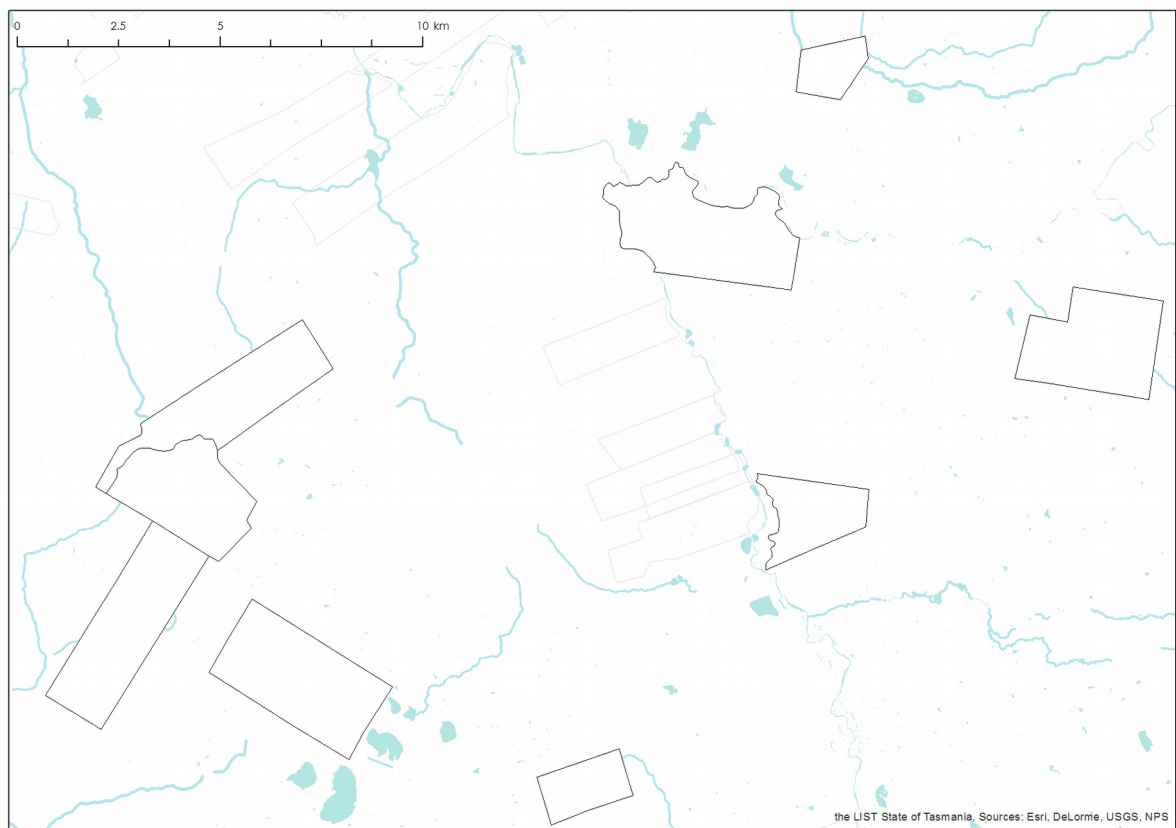 0 2.5 5 10 km
the LIST State of Tasmania, Sources: Esri, DeLorme, USGS, NPS